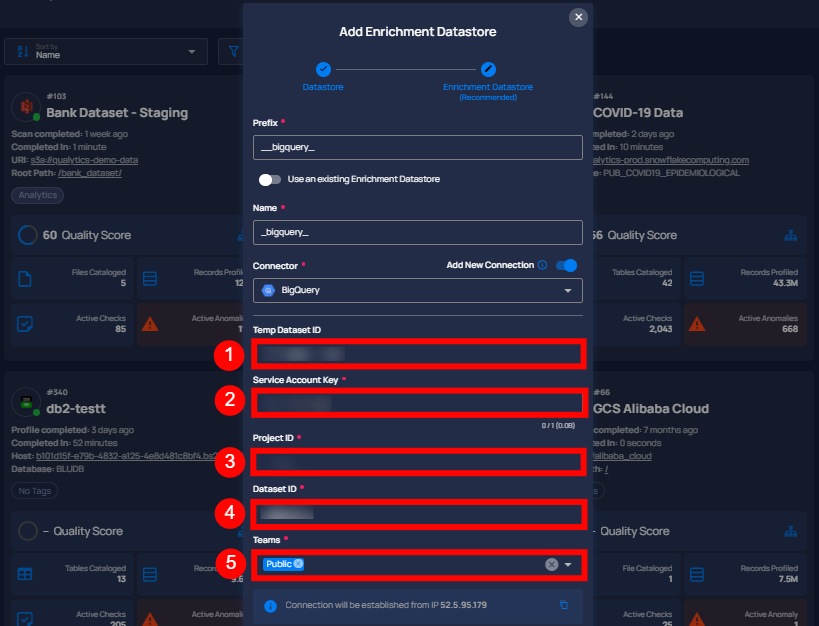 Add Enrichment Datastore
Datastore
Enrichment Datastore
(Recommended)
Prefix *
__bigquery_
Use an existing Enrichment Datastore
Name *
_bigquery_
Connector *
Add New Connection
BigQuery
Temp Dataset ID
1
Service Account Key *
2
0 / 1 (0.0B)
Project ID *
3
Dataset ID *
4
Teams *
5
Public
Connection will be established from IP 52.5.95.179
Sort by
Name
#103
Bank Dataset - Staging
Scan completed: 1 week ago
Completed In: 1 minute
URI: s3a://qualytics-demo-data
Root Path: /bank_dataset/
Analytics
60 Quality Score
Files Cataloged
5
Records Profil
12
Active Checks
85
Active Anomal
#144
COVID-19 Data
mpleted: 2 days ago
ed In: 10 minutes
alytics-prod.snowflakecomputing.com
e: PUB_COVID19_EPIDEMIOLOGICAL
56 Quality Score
Tables Cataloged
42
Records Profiled
43.3M
Active Checks
2,043
Active Anomalies
668
#340
db2-testt
Profile completed: 3 days ago
Completed In: 52 minutes
Host: b101d15f-e79b-4832-a125-4e8d481c8bf4.bs2
Database: BLUDB
No Tags
– Quality Score
Tables Cataloged
13
Reco
9.6
Active Checks
205
Active Anomal
#66
GCS Alibaba Cloud
completed: 7 months ago
ed In: 0 seconds
/alibaba_cloud
th: /
s
- Quality Score
File Cataloged
1
Records Profiled
7.5M
Active Checks
25
Active Anomaly
1